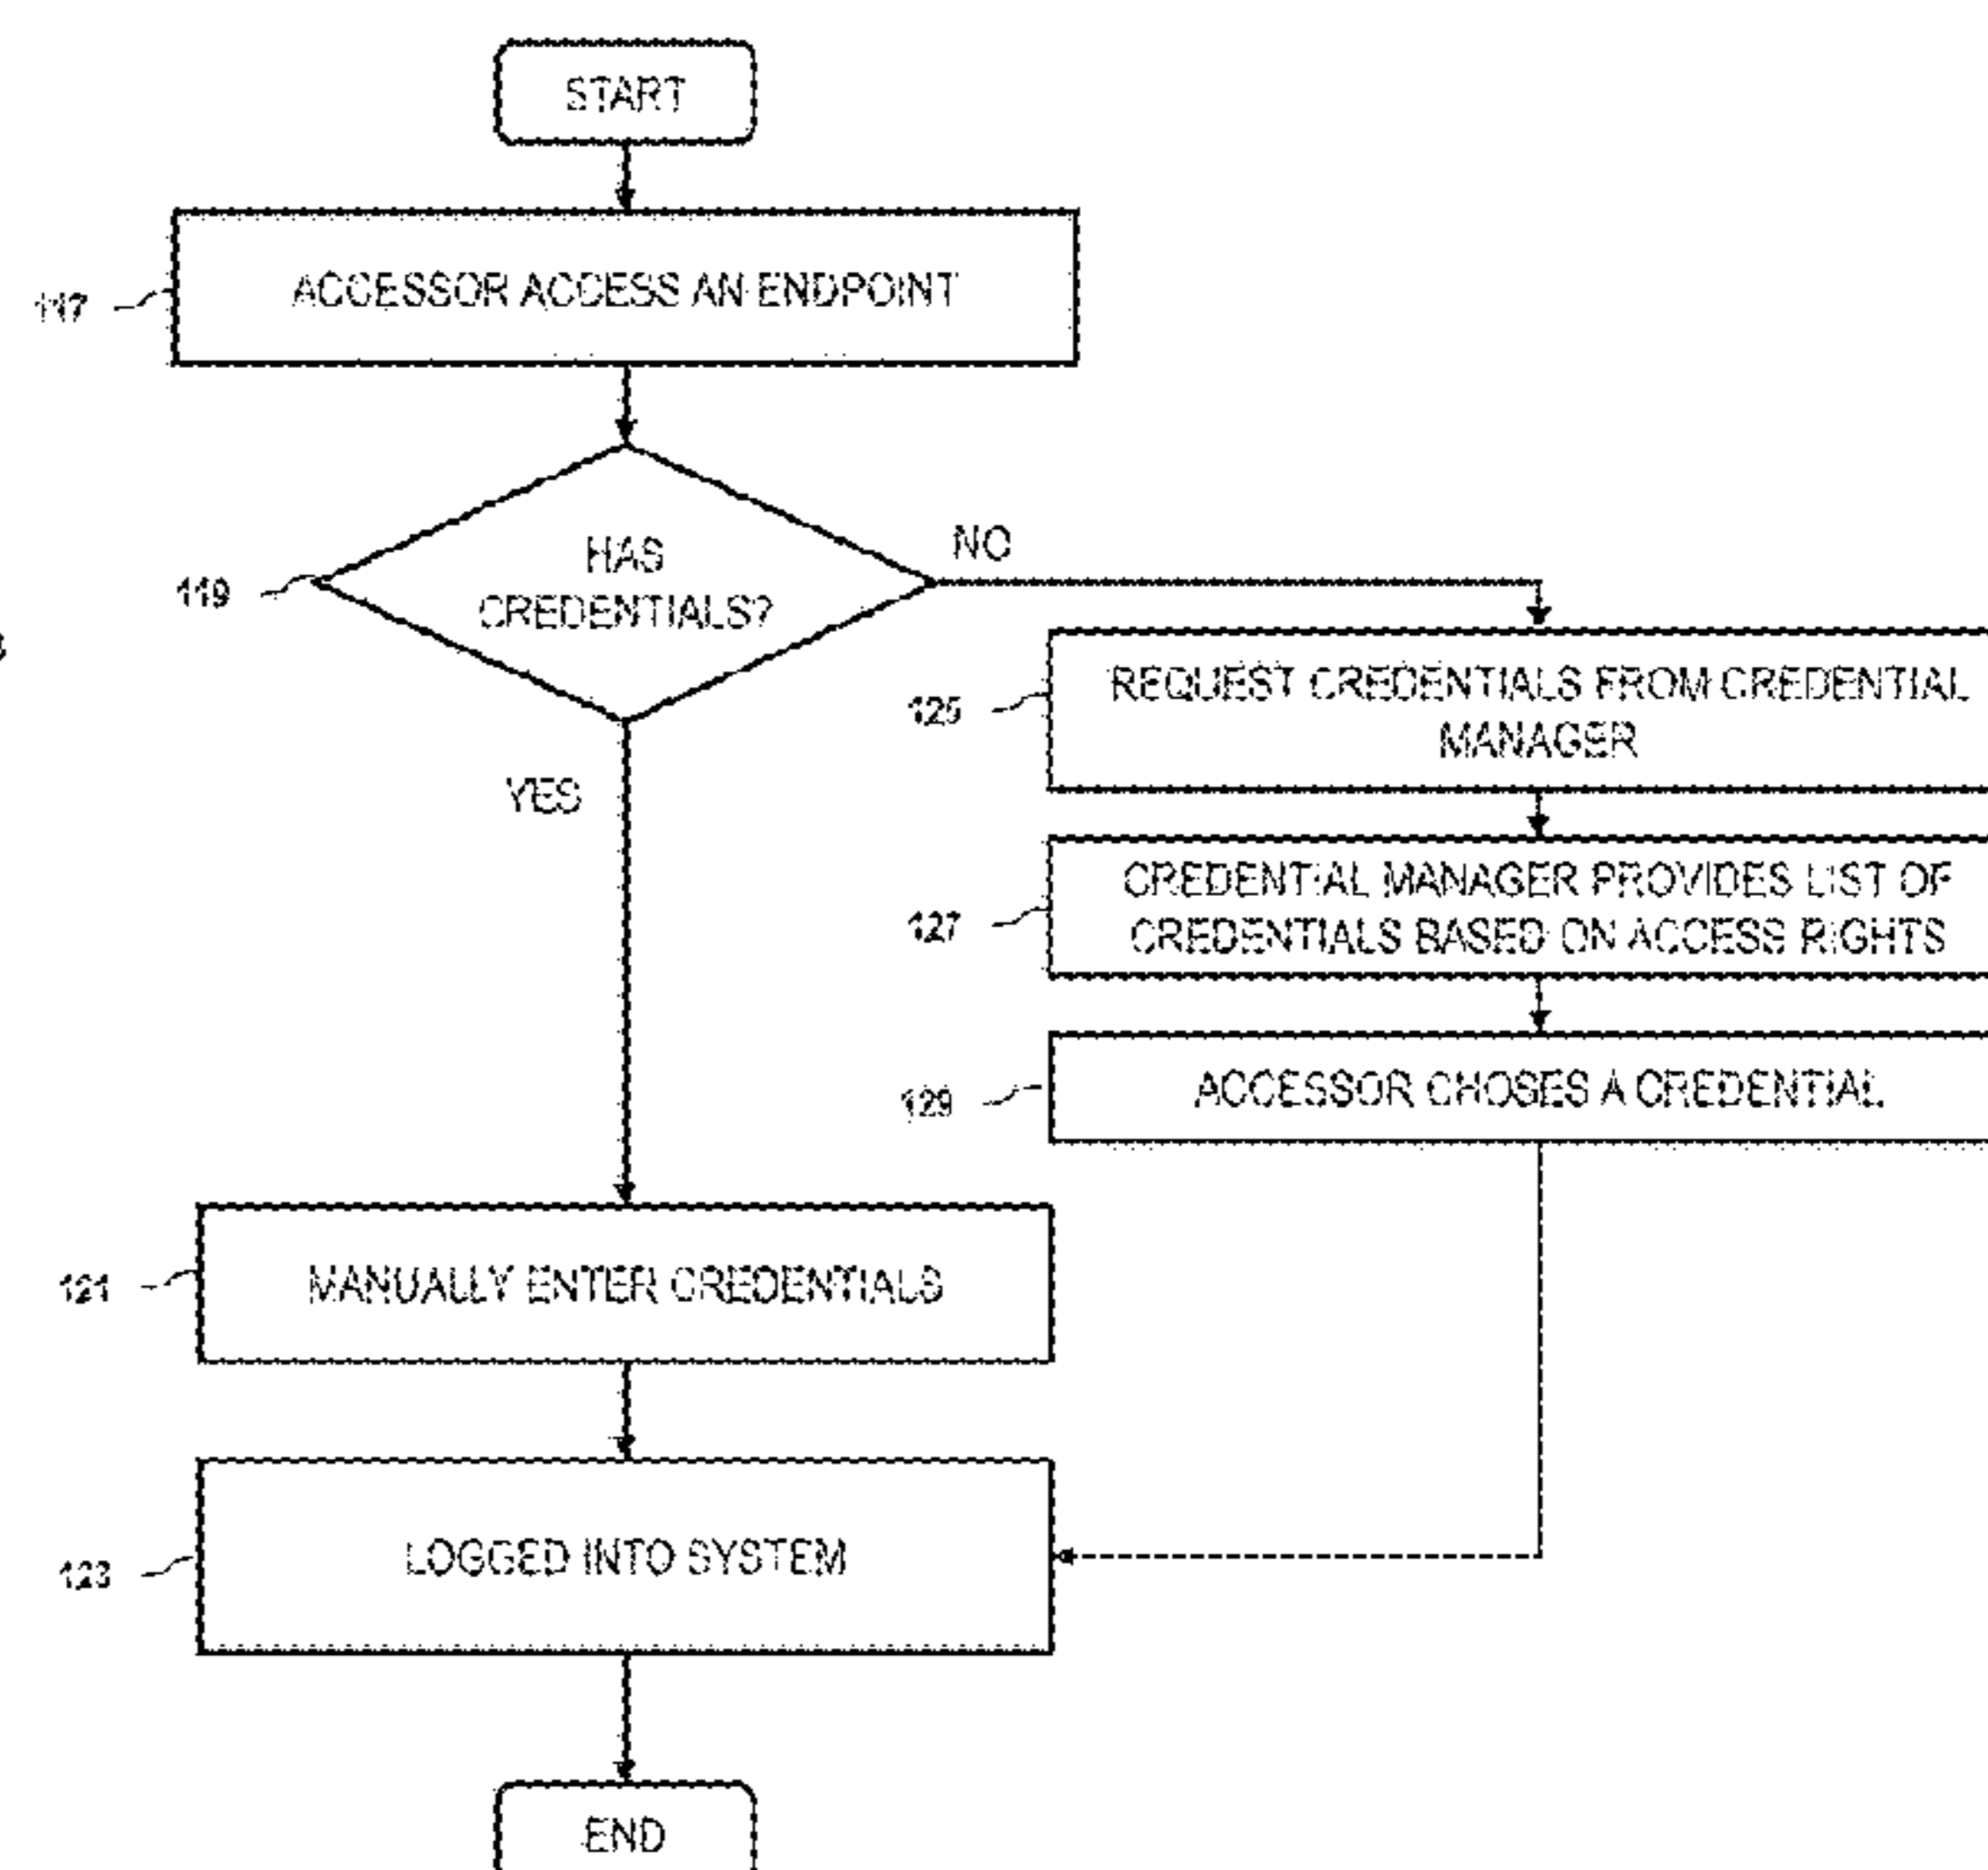 START
ACCESSOR ACCESS AN ENDPOINT
117
HAS
CREDENTIALS?
119
NO
YES
REQUEST CREDENTIALS FROM CREDENTIAL
MANAGER
125
CREDENTIAL MANAGER PROVIDES LIST OF
CREDENTIALS BASED ON ACCESS RIGHTS
127
ACCESSOR CHOSES A CREDENTIAL
129
MANUALLY ENTER CREDENTIALS
121
LOGGED INTO SYSTEM
123
END